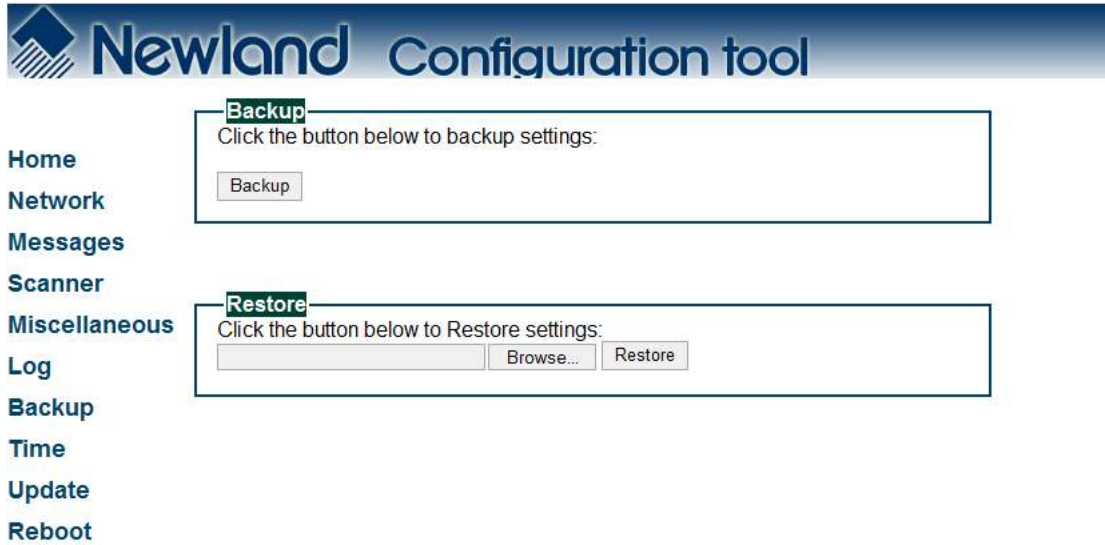 Newland Configuration tool
Home
Network
Messages
Scanner
Miscellaneous
Log
Backup
Time
Update
Reboot
Backup
Click the button below to backup settings:
Backup
Restore
Click the button below to Restore settings:
Browse... Restore